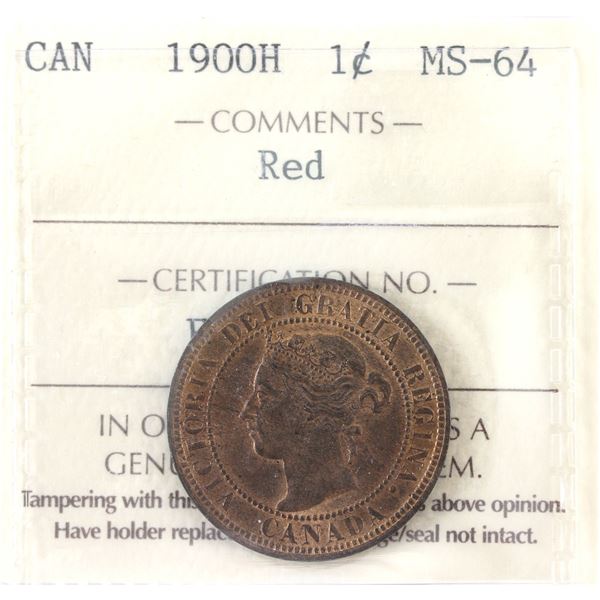 CAN 1900H 1¢ MS-64
— COMMENTS —
Red
— CERTIFICATION NO. —
VICTORIA DEI GRATIA REGINA.
CANADA
IN O S A
GENU EM.
Tampering with this above opinion.
Have holder replac ge/seal not intact.